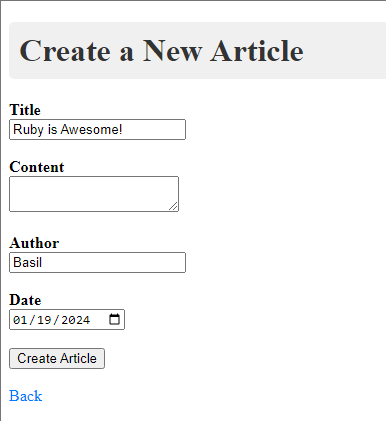 Create a New Article
Title
Ruby is Awesome!
Content
Author
Basil
Date
01/19/2024
Create Article
Back